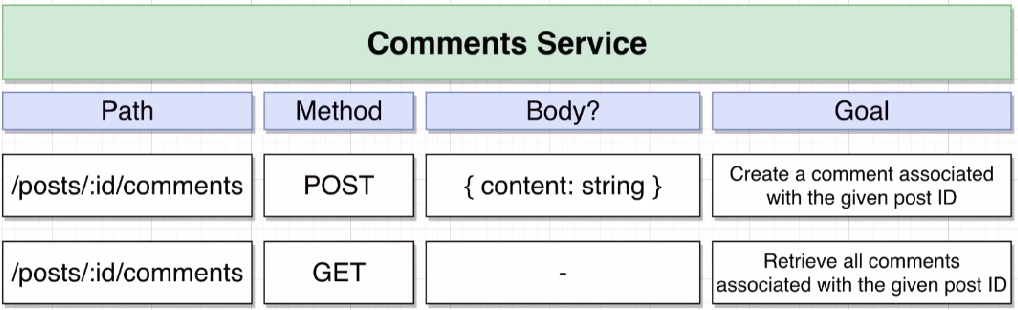 Comments Service
Path Method Body? Goal
/posts/:id/comments POST { content: string } Create a comment associated
with the given post ID
/posts/:id/comments GET - Retrieve all comments
associated with the given post ID